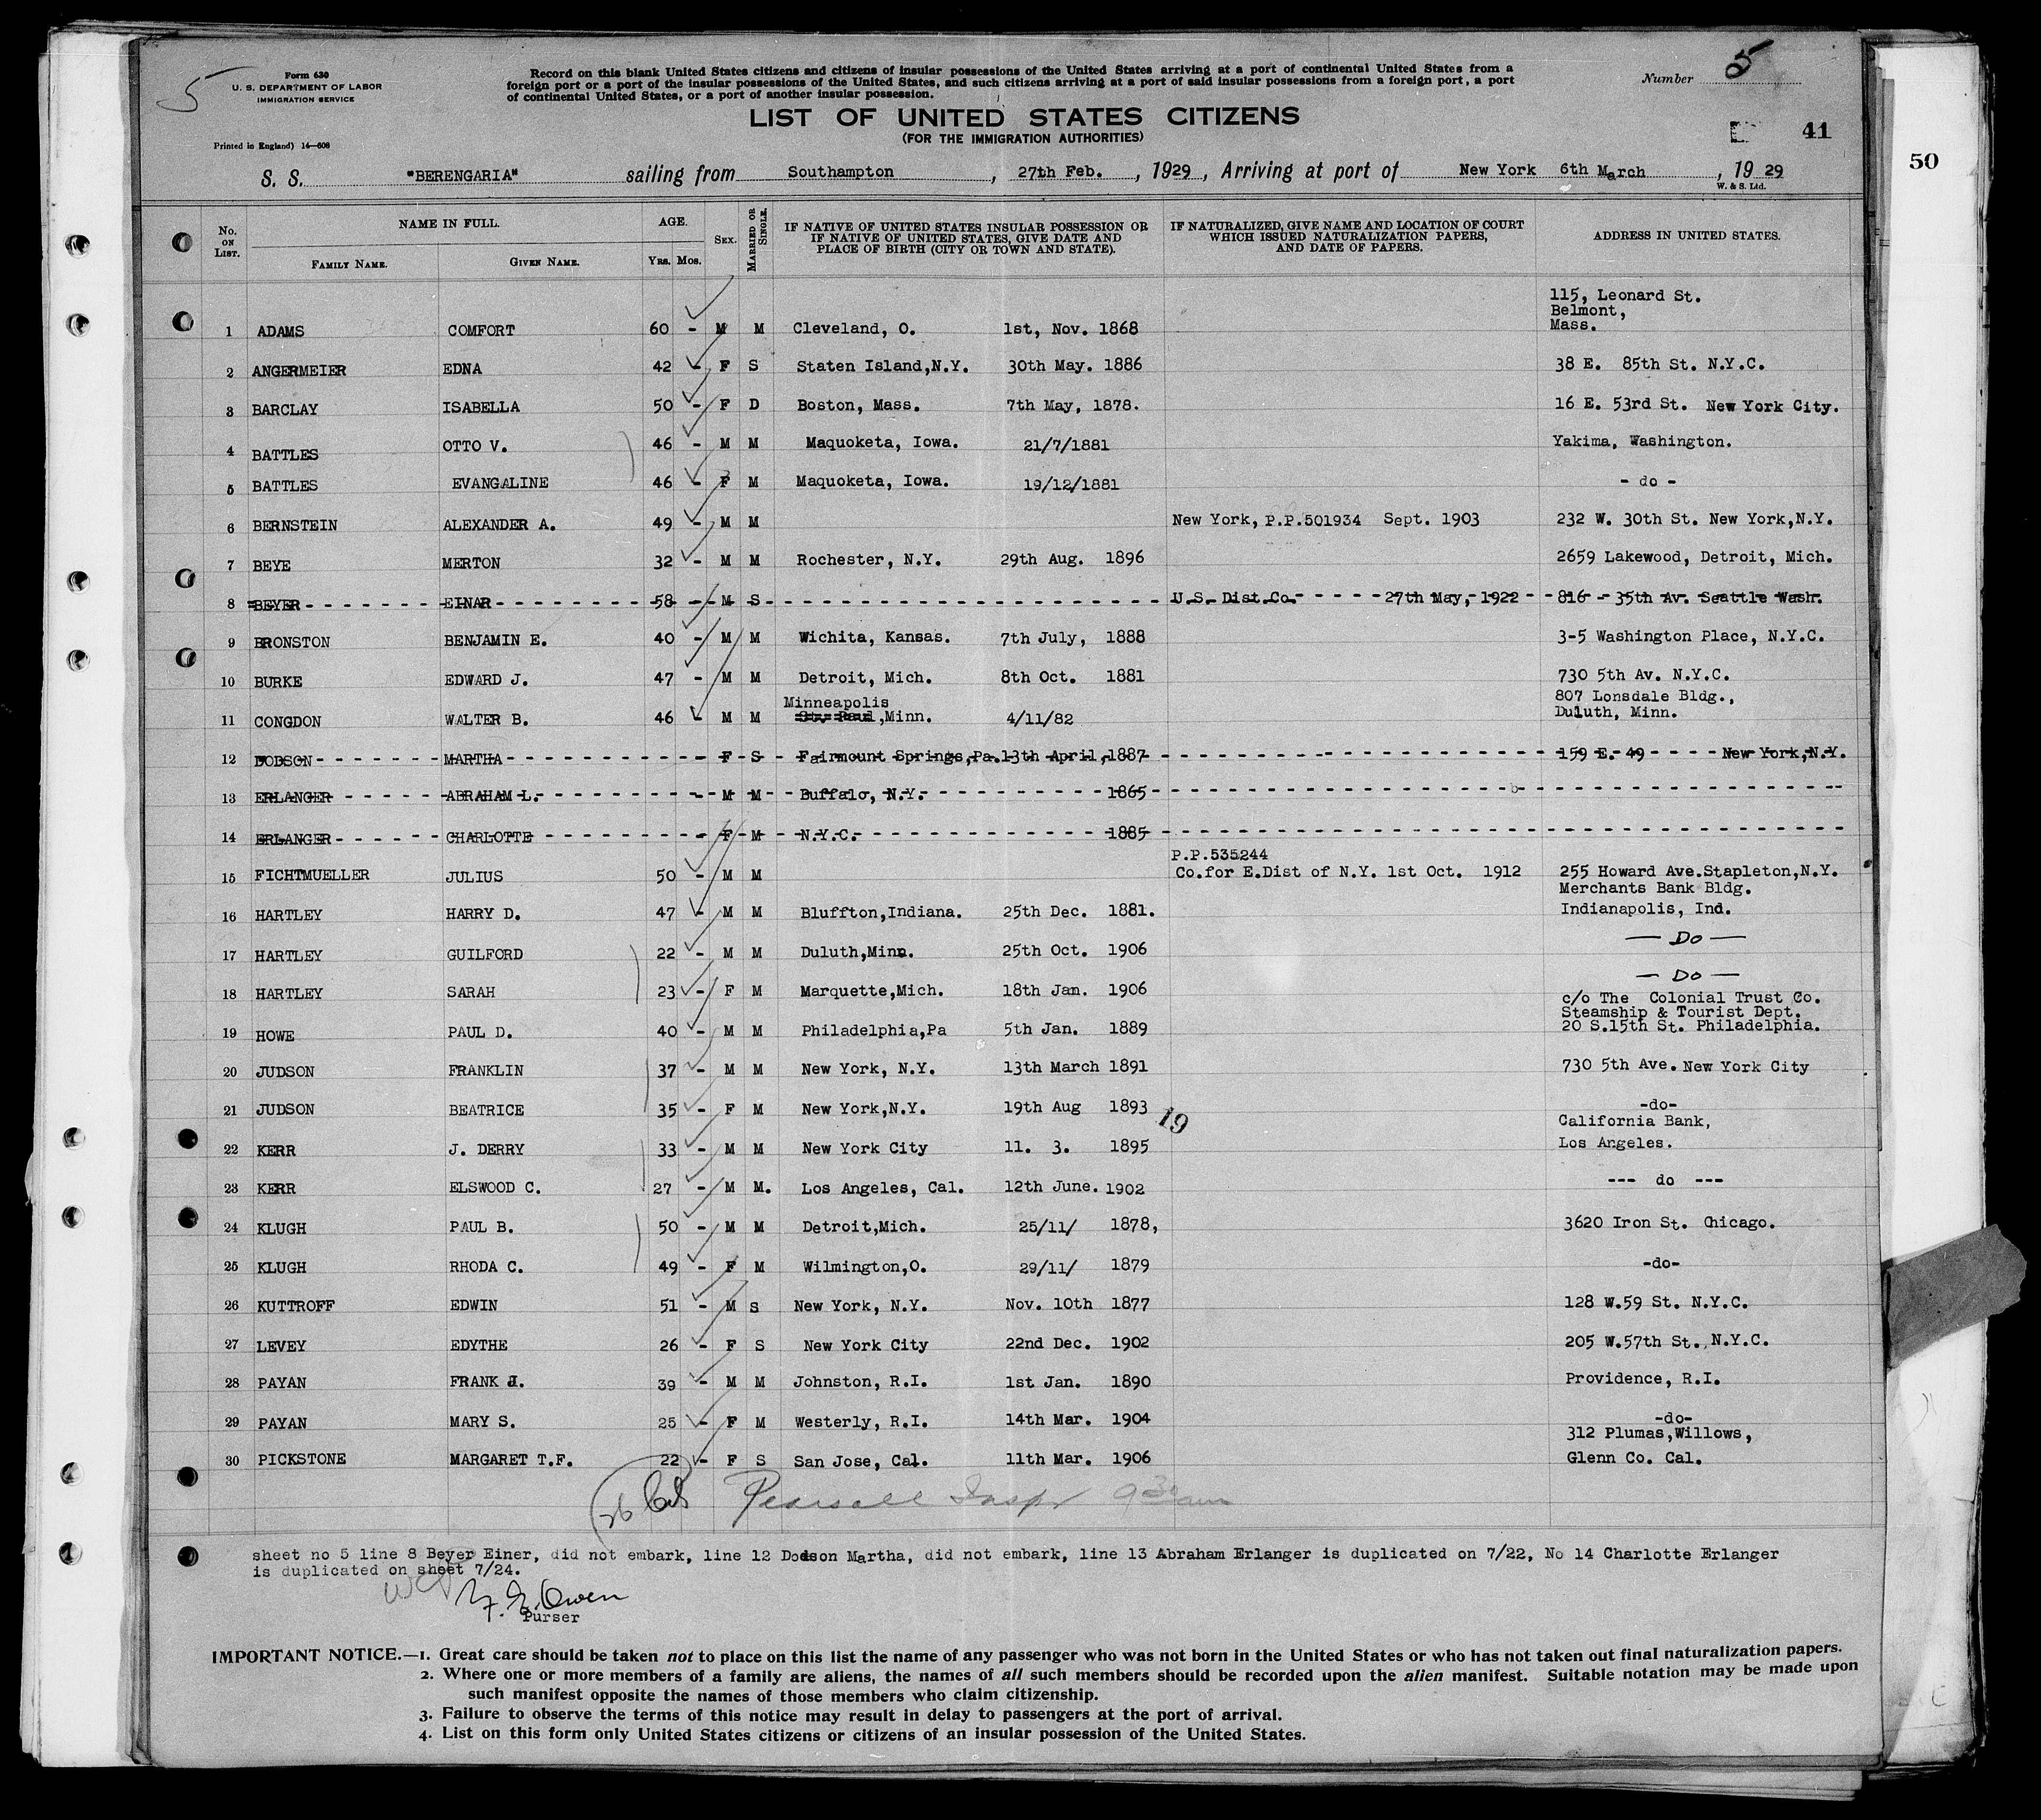 5
Form 630
U. S. DEPARTMENT OF LABOR
IMMIGRATION SERVICE
Printed in England) 14—608
Record on this blank United States citizens and citizens of insular possessions of the United States arriving at a port of continental United States from a
foreign port or a port of the insular possessions of the United States, and such citizens arriving at a port of said insular possessions from a foreign port, a port
of continental United States, or a port of another insular possession.
Number 5
LIST OF UNITED STATES CITIZENS
(FOR THE IMMIGRATION AUTHORITIES)
41
50
S. S. "BERENGARIA" sailing from Southampton, 27th Feb., 1929, Arriving at port of New York 6th March, 19 29
W. & S. Ltd.
No. ON LIST. NAME IN FULL. FAMILY NAME. GIVEN NAME. AGE. YRS. MOS. SEX. MARRIED OR SINGLE. IF NATIVE OF UNITED STATES INSULAR POSSESSION OR IF NATIVE OF UNITED STATES, GIVE DATE AND PLACE OF BIRTH (CITY OR TOWN AND STATE). IF NATURALIZED, GIVE NAME AND LOCATION OF COURT WHICH ISSUED NATURALIZATION PAPERS, AND DATE OF PAPERS. ADDRESS IN UNITED STATES.
1 ADAMS COMFORT 60 - M M Cleveland, O. 1st, Nov. 1868 115, Leonard St. Belmont, Mass.
2 ANGERMEIER EDNA 42 - F S Staten Island,N.Y. 30th May. 1886 38 E. 85th St. N.Y.C.
3 BARCLAY ISABELLA 50 - F D Boston, Mass. 7th May, 1878. 16 E. 53rd St. New York City.
4 BATTLES OTTO V. 46 - M M Maquoketa, Iowa. 21/7/1881 Yakima, Washington.
5 BATTLES EVANGALINE 46 - F M Maquoketa, Iowa. 19/12/1881 - do -
6 BERNSTEIN ALEXANDER A. 49 - M M New York, P.P.501934 Sept. 1903 232 W. 30th St. New York,N.Y.
7 BEYE MERTON 32 - M M Rochester, N.Y. 29th Aug. 1896 2659 Lakewood, Detroit, Mich.
8 BEYER EINAR 58 - M S U.S. Dist.Co. 27th May, 1922 816 - 35th Av. Seattle Wash.
9 BRONSTON BENJAMIN E. 40 - M M Wichita, Kansas. 7th July, 1888 3-5 Washington Place, N.Y.C.
10 BURKE EDWARD J. 47 - M M Detroit, Mich. 8th Oct. 1881 730 5th Av. N.Y.C.
11 CONGDON WALTER B. 46 - M M Minneapolis St. Paul,Minn. 4/11/82 807 Lonsdale Bldg., Duluth, Minn.
12 DODSON MARTHA - F S Fairmount Springs,Pa. 13th April,1887 159 E. 49 New York,N.Y.
13 ERLANGER ABRAHAM L. - M M Buffalo, N.Y. 1865
14 ERLANGER CHARLOTTE - F M N.Y.C. 1885
15 FICHTMUELLER JULIUS 50 - M M P.P.535244 Co.for E.Dist of N.Y. 1st Oct. 1912 255 Howard Ave.Stapleton,N.Y.
16 HARTLEY HARRY D. 47 - M M Bluffton,Indiana. 25th Dec. 1881. Merchants Bank Bldg. Indianapolis, Ind.
17 HARTLEY GUILFORD 22 - M M Duluth,Minn. 25th Oct. 1906 — Do —
18 HARTLEY SARAH 23 - F M Marquette,Mich. 18th Jan. 1906 — Do —
19 HOWE PAUL D. 40 - M M Philadelphia,Pa 5th Jan. 1889 c/o The Colonial Trust Co. Steamship & Tourist Dept. 20 S.15th St. Philadelphia.
20 JUDSON FRANKLIN 37 - M M New York, N.Y. 13th March 1891 730 5th Ave. New York City
21 JUDSON BEATRICE 35 - F M New York,N.Y. 19th Aug 1893 19 -do-
22 KERR J. DERRY 33 - M M New York City 11. 3. 1895 California Bank, Los Angeles.
23 KERR ELSWOOD C. 27 - M M. Los Angeles, Cal. 12th June. 1902 --- do ---
24 KLUGH PAUL B. 50 - M M Detroit,Mich. 25/11/ 1878, 3620 Iron St. Chicago.
25 KLUGH RHODA C. 49 - F M Wilmington,O. 29/11/ 1879 -do-
26 KUTTROFF EDWIN 51 - M S New York, N.Y. Nov. 10th 1877 128 W.59 St. N.Y.C.
27 LEVEY EDYTHE 26 - F S New York City 22nd Dec. 1902 205 W.57th St., N.Y.C.
28 PAYAN FRANK J. 39 - M M Johnston, R.I. 1st Jan. 1890 Providence, R.I.
29 PAYAN MARY S. 25 - F M Westerly, R.I. 14th Mar. 1904 -do-
30 PICKSTONE MARGARET T.F. 22 - F S San Jose, Cal. 11th Mar. 1906 312 Plumas,Willows, Glenn Co. Cal.
26 Cits Pearsall Inspr 9 30 am
sheet no 5 line 8 Beyer Einer, did not embark, line 12 Dodson Martha, did not embark, line 13 Abraham Erlanger is duplicated on 7/22, No 14 Charlotte Erlanger
is duplicated on sheet 7/24.
Owen
Purser
IMPORTANT NOTICE.—1. Great care should be taken not to place on this list the name of any passenger who was not born in the United States or who has not taken out final naturalization papers.
2. Where one or more members of a family are aliens, the names of all such members should be recorded upon the alien manifest. Suitable notation may be made upon
such manifest opposite the names of those members who claim citizenship.
3. Failure to observe the terms of this notice may result in delay to passengers at the port of arrival.
4. List on this form only United States citizens or citizens of an insular possession of the United States.